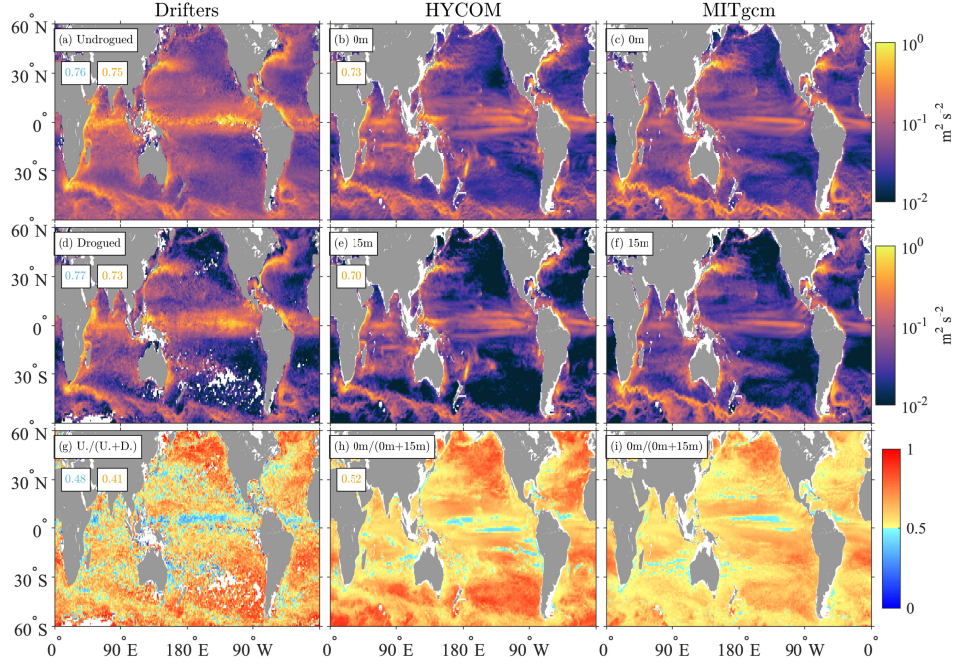 Drifters HYCOM MITgcm
(a) Undrogued
0.76 0.75
(b) 0m
0.73
(c) 0m
60° N
30° N
0°
30° S
60° S
10^0
10^-1
10^-2
m^2 s^-2
(d) Drogued
0.77 0.73
(e) 15m
0.70
(f) 15m
60° N
30° N
0°
30° S
60° S
10^0
10^-1
10^-2
m^2 s^-2
(g) U./(U.+D.)
0.48 0.41
(h) 0m/(0m+15m)
0.52
(i) 0m/(0m+15m)
60° N
30° N
0°
30° S
60° S
1
0.5
0
0° 90° E 180° E 90° W 0° 90° E 180° E 90° W 0° 90° E 180° E 90° W 0°